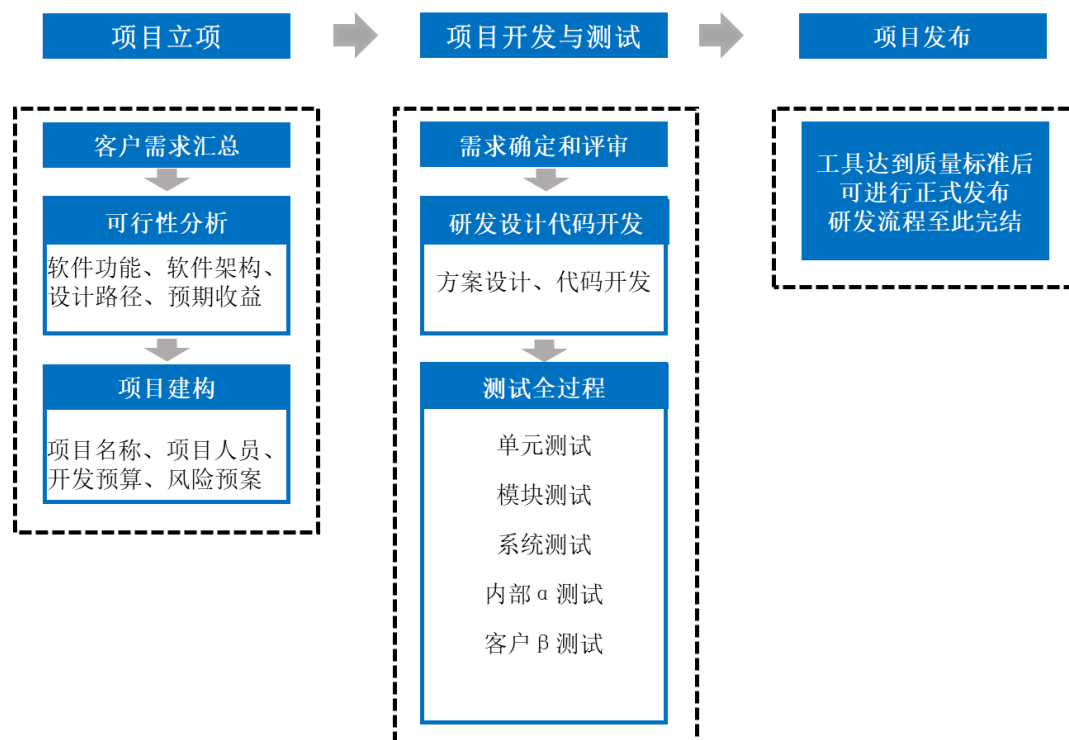 项目立项
项目开发与测试
项目发布
客户需求汇总
可行性分析
软件功能、软件架构、
设计路径、预期收益
项目建构
项目名称、项目人员、
开发预算、风险预案
需求确定和评审
研发设计代码开发
方案设计、代码开发
测试全过程
单元测试
模块测试
系统测试
内部α测试
客户β测试
工具达到质量标准后
可进行正式发布
研发流程至此完结